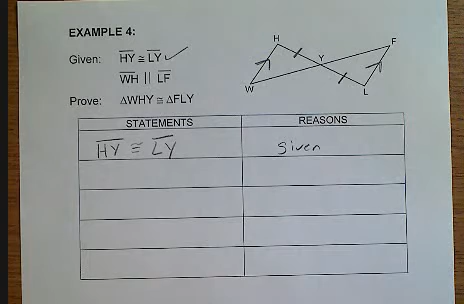 EXAMPLE 4:
Given: HY ≅ LY ✓
WH || LF
Prove: ΔWHY ≅ ΔFLY
H
F
Y
W
L
STATEMENTS REASONS
HY ≅ LY Given